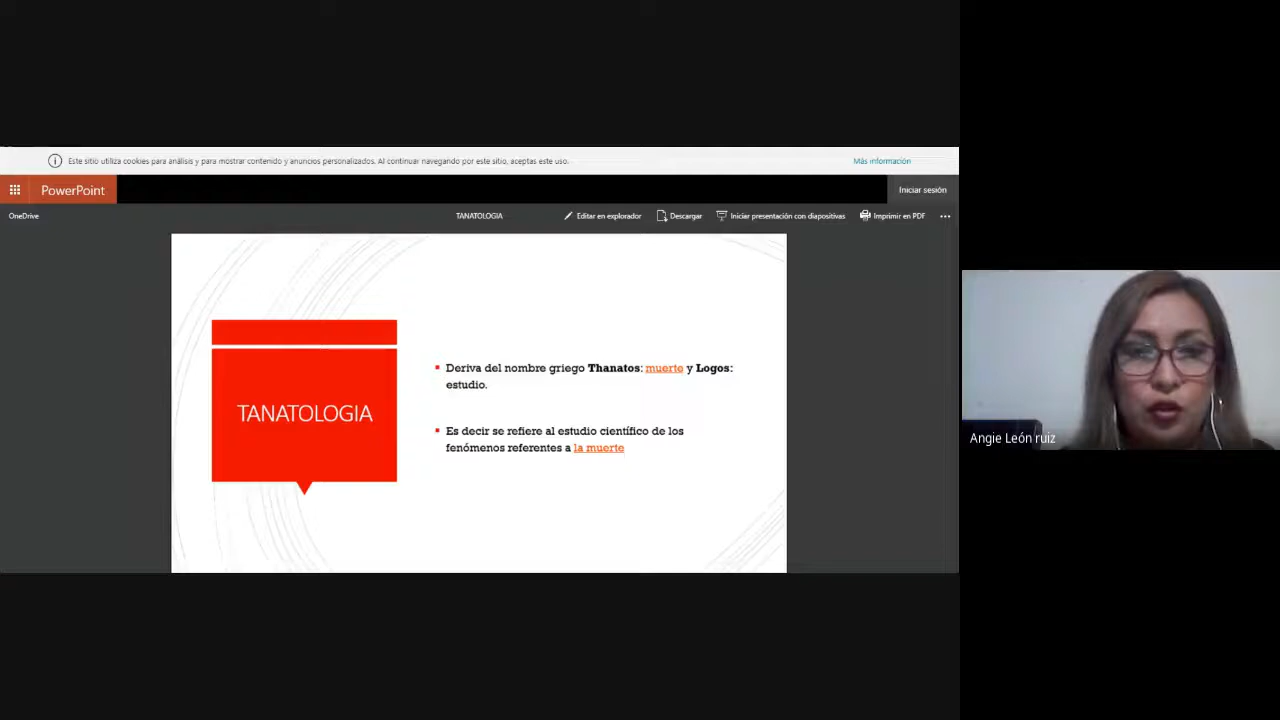 Este sitio utiliza cookies para análisis y para mostrar contenido y anuncios personalizados. Al continuar navegando por este sitio, aceptas este uso.
Más información
PowerPoint
Iniciar sesión
OneDrive
TANATOLOGIA
Editar en explorador
Descargar
Iniciar presentación con diapositivas
Imprimir en PDF
TANATOLOGIA
Deriva del nombre griego Thanatos: muerte y Logos:
estudio.
Es decir se refiere al estudio científico de los
fenómenos referentes a la muerte
Angie León ruiz